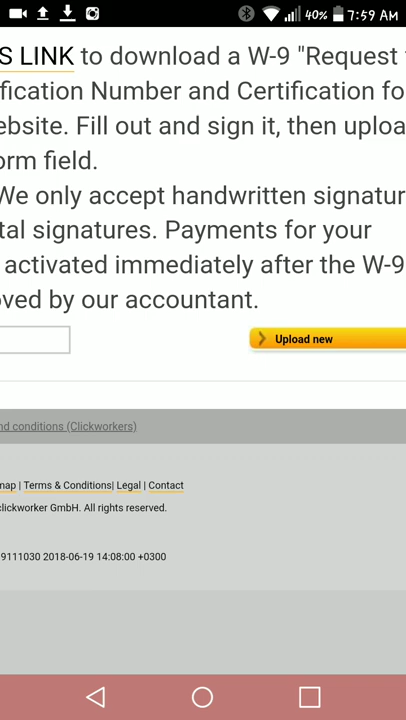 40% 7:59 AM
S LINK to download a W-9 "Request
fication Number and Certification fo
ebsite. Fill out and sign it, then uploa
orm field.
We only accept handwritten signatur
tal signatures. Payments for your
activated immediately after the W-9
oved by our accountant.
Upload new
nd conditions (Clickworkers)
map | Terms & Conditions| Legal | Contact
clickworker GmbH. All rights reserved.
9111030 2018-06-19 14:08:00 +0300